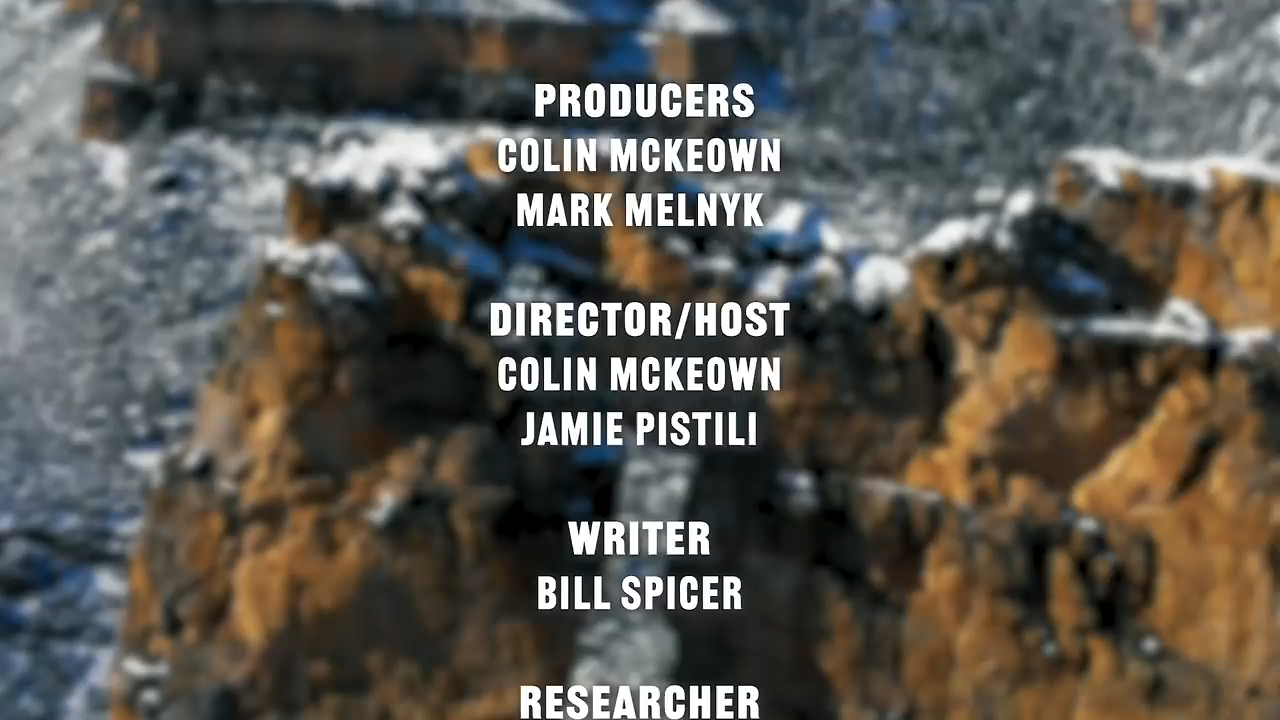 PRODUCERS
COLIN MCKEOWN
MARK MELNYK
DIRECTOR/HOST
COLIN MCKEOWN
JAMIE PISTILI
WRITER
BILL SPICER
RESEARCHER